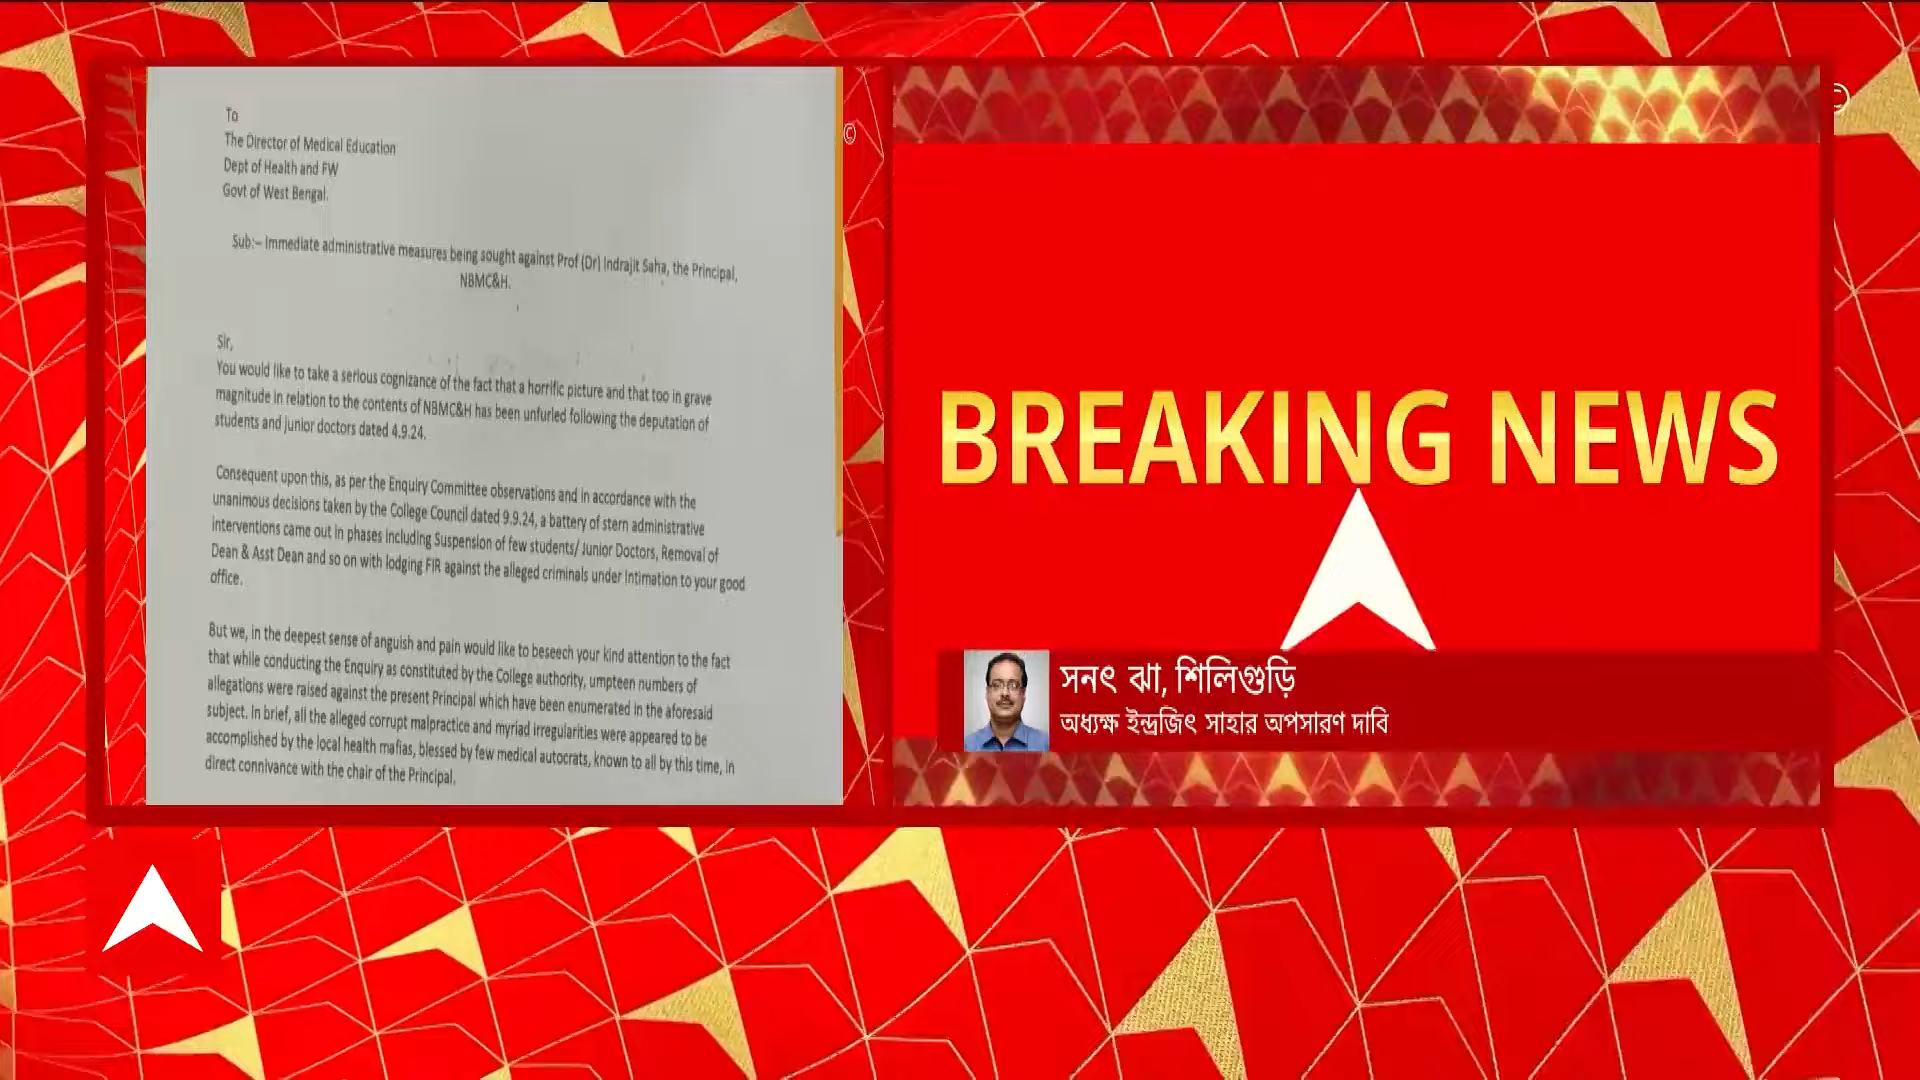 To
The Director of Medical Education
Dept of Health and FW
Govt of West Bengal.
Sub:– Immediate administrative measures being sought against Prof (Dr) Indrajit Saha, the Principal,
NBMC&H.
Sir,
You would like to take a serious cognizance of the fact that a horrific picture and that too in grave
magnitude in relation to the contents of NBMC&H has been unfurled following the deputation of
students and junior doctors dated 4.9.24.
Consequent upon this, as per the Enquiry Committee observations and in accordance with the
unanimous decisions taken by the College Council dated 9.9.24, a battery of stern administrative
interventions came out in phases including Suspension of few students/ Junior Doctors, Removal of
Dean & Asst Dean and so on with lodging FIR against the alleged criminals under intimation to your good
office.
But we, in the deepest sense of anguish and pain would like to beseech your kind attention to the fact
that while conducting the Enquiry as constituted by the College authority, umpteen numbers of
allegations were raised against the present Principal which have been enumerated in the aforesaid
subject. In brief, all the alleged corrupt malpractice and myriad irregularities were appeared to be
accomplished by the local health mafias, blessed by few medical autocrats, known to all by this time, in
direct connivance with the chair of the Principal.
©
©
BREAKING NEWS
সনৎ ঝা, শিলিগুড়ি
অধ্যক্ষ ইন্দ্রজিৎ সাহার অপসারণ দাবি